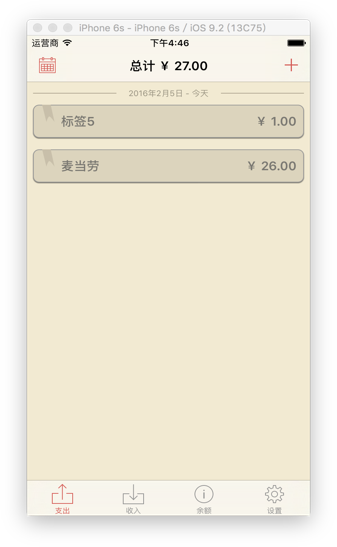 iPhone 6s - iPhone 6s / iOS 9.2 (13C75)
运营商 下午4:46
总计 ¥ 27.00
2016年2月5日 - 今天
标签5 ¥ 1.00
麦当劳 ¥ 26.00
支出 收入 余额 设置